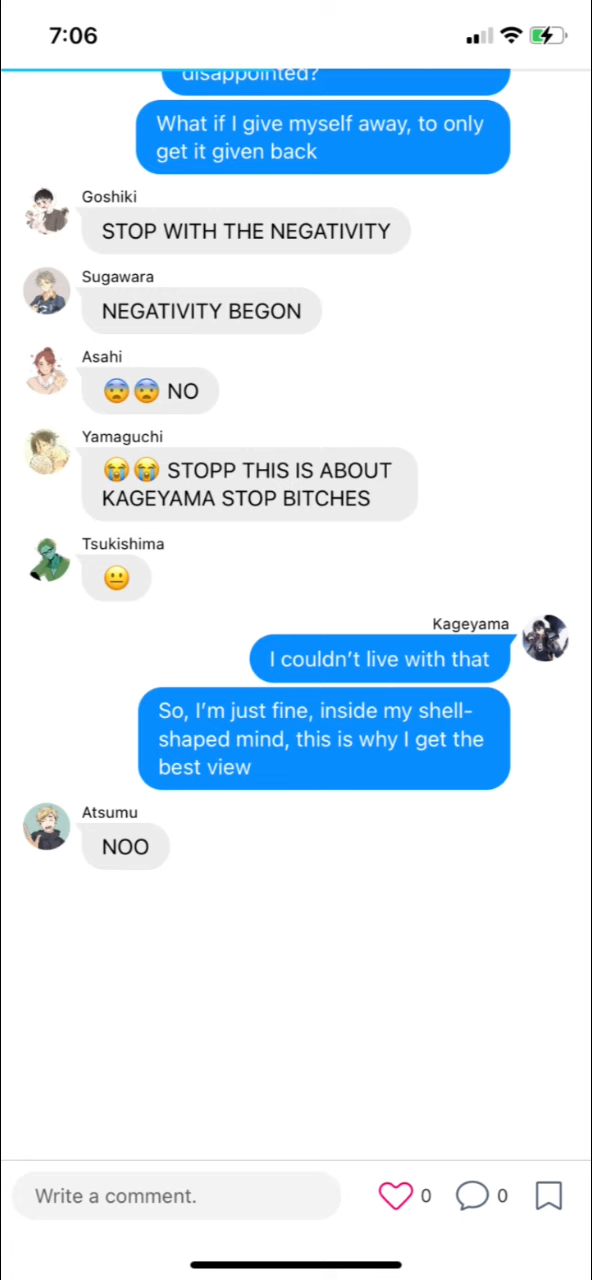 7:06
disappointed?
What if I give myself away, to only
get it given back
Goshiki
STOP WITH THE NEGATIVITY
Sugawara
NEGATIVITY BEGON
Asahi
😨😨 NO
Yamaguchi
😭😭 STOPP THIS IS ABOUT
KAGEYAMA STOP BITCHES
Tsukishima
😐
Kageyama
I couldn’t live with that
So, I’m just fine, inside my shell-
shaped mind, this is why I get the
best view
Atsumu
NOO
Write a comment.
0
0